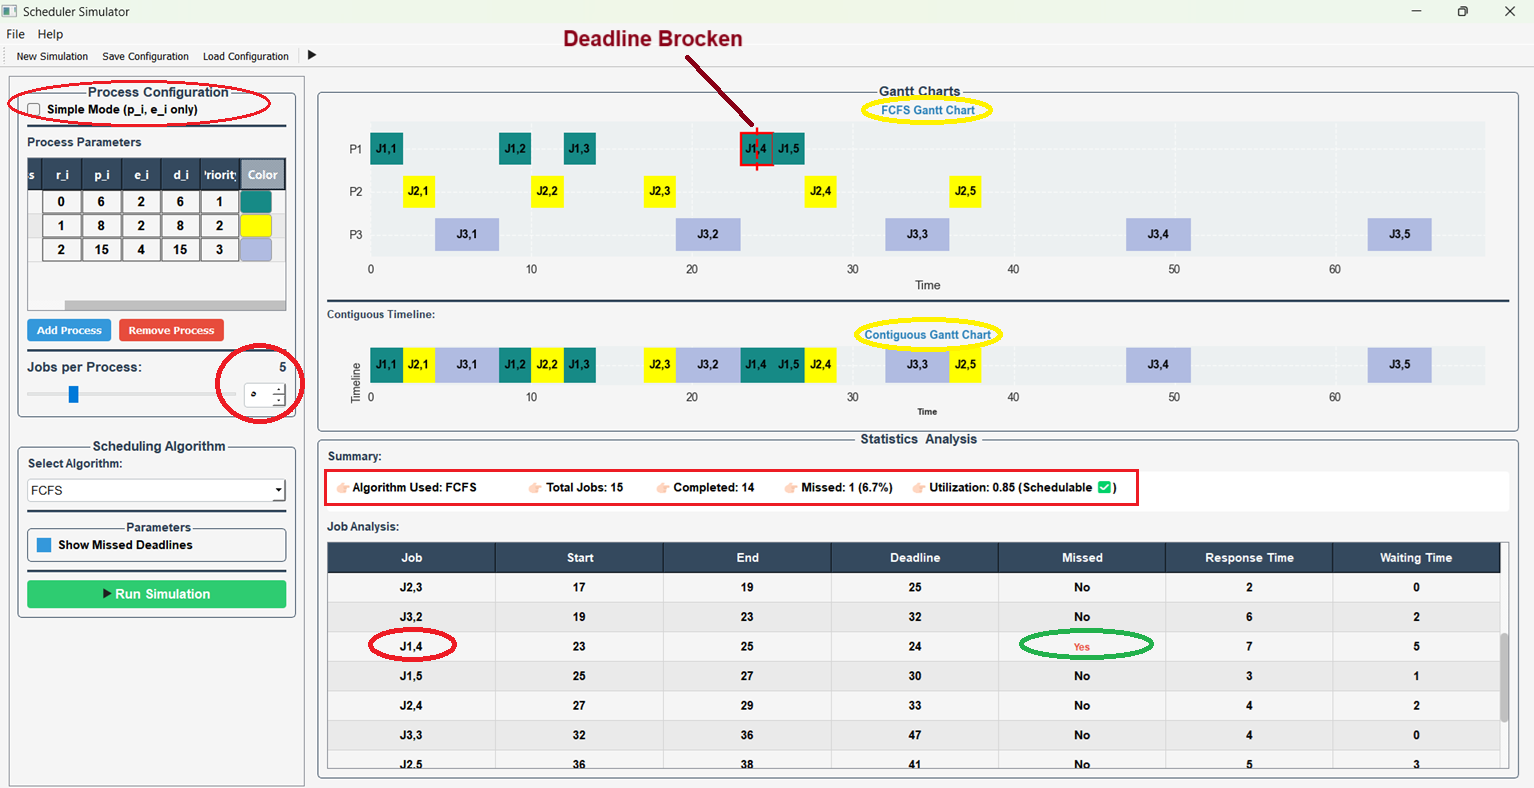 Scheduler Simulator
File Help
New Simulation Save Configuration Load Configuration
Deadline Brocken
Process Configuration
Simple Mode (p_i, e_i only)
Process Parameters
s r_i p_i e_i d_i riority Color
0 6 2 6 1
1 8 2 8 2
2 15 4 15 3
Add Process Remove Process
Jobs per Process: 5
Scheduling Algorithm
Select Algorithm:
FCFS
Parameters
Show Missed Deadlines
Run Simulation
Gantt Charts
FCFS Gantt Chart
P1 J1,1 J1,2 J1,3 J1,4 J1,5
P2 J2,1 J2,2 J2,3 J2,4 J2,5
P3 J3,1 J3,2 J3,3 J3,4 J3,5
0 10 20 30 40 50 60
Time
Contiguous Timeline:
Contiguous Gantt Chart
Timeline
J1,1 J2,1 J3,1 J1,2 J2,2 J1,3 J2,3 J3,2 J1,4 J1,5 J2,4 J3,3 J2,5 J3,4 J3,5
0 10 20 30 40 50 60
Time
Statistics Analysis
Summary:
👉 Algorithm Used: FCFS 👉 Total Jobs: 15 👉 Completed: 14 👉 Missed: 1 (6.7%) 👉 Utilization: 0.85 (Schedulable ✅)
Job Analysis:
Job Start End Deadline Missed Response Time Waiting Time
J2,3 17 19 25 No 2 0
J3,2 19 23 32 No 6 2
J1,4 23 25 24 Yes 7 5
J1,5 25 27 30 No 3 1
J2,4 27 29 33 No 4 2
J3,3 32 36 47 No 4 0
J2,5 36 38 41 No 5 3